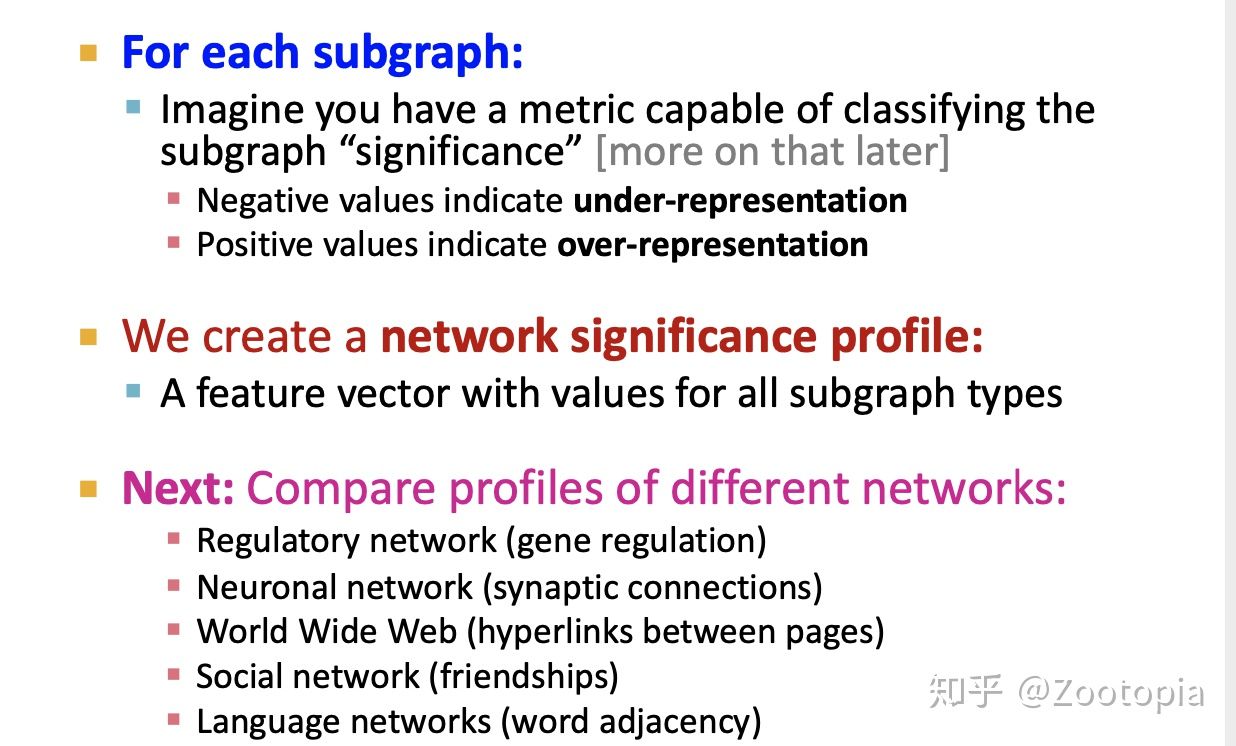 For each subgraph:
Imagine you have a metric capable of classifying the
subgraph “significance” [more on that later]
Negative values indicate under-representation
Positive values indicate over-representation
We create a network significance profile:
A feature vector with values for all subgraph types
Next: Compare profiles of different networks:
Regulatory network (gene regulation)
Neuronal network (synaptic connections)
World Wide Web (hyperlinks between pages)
Social network (friendships)
Language networks (word adjacency)
知乎 @Zootopia